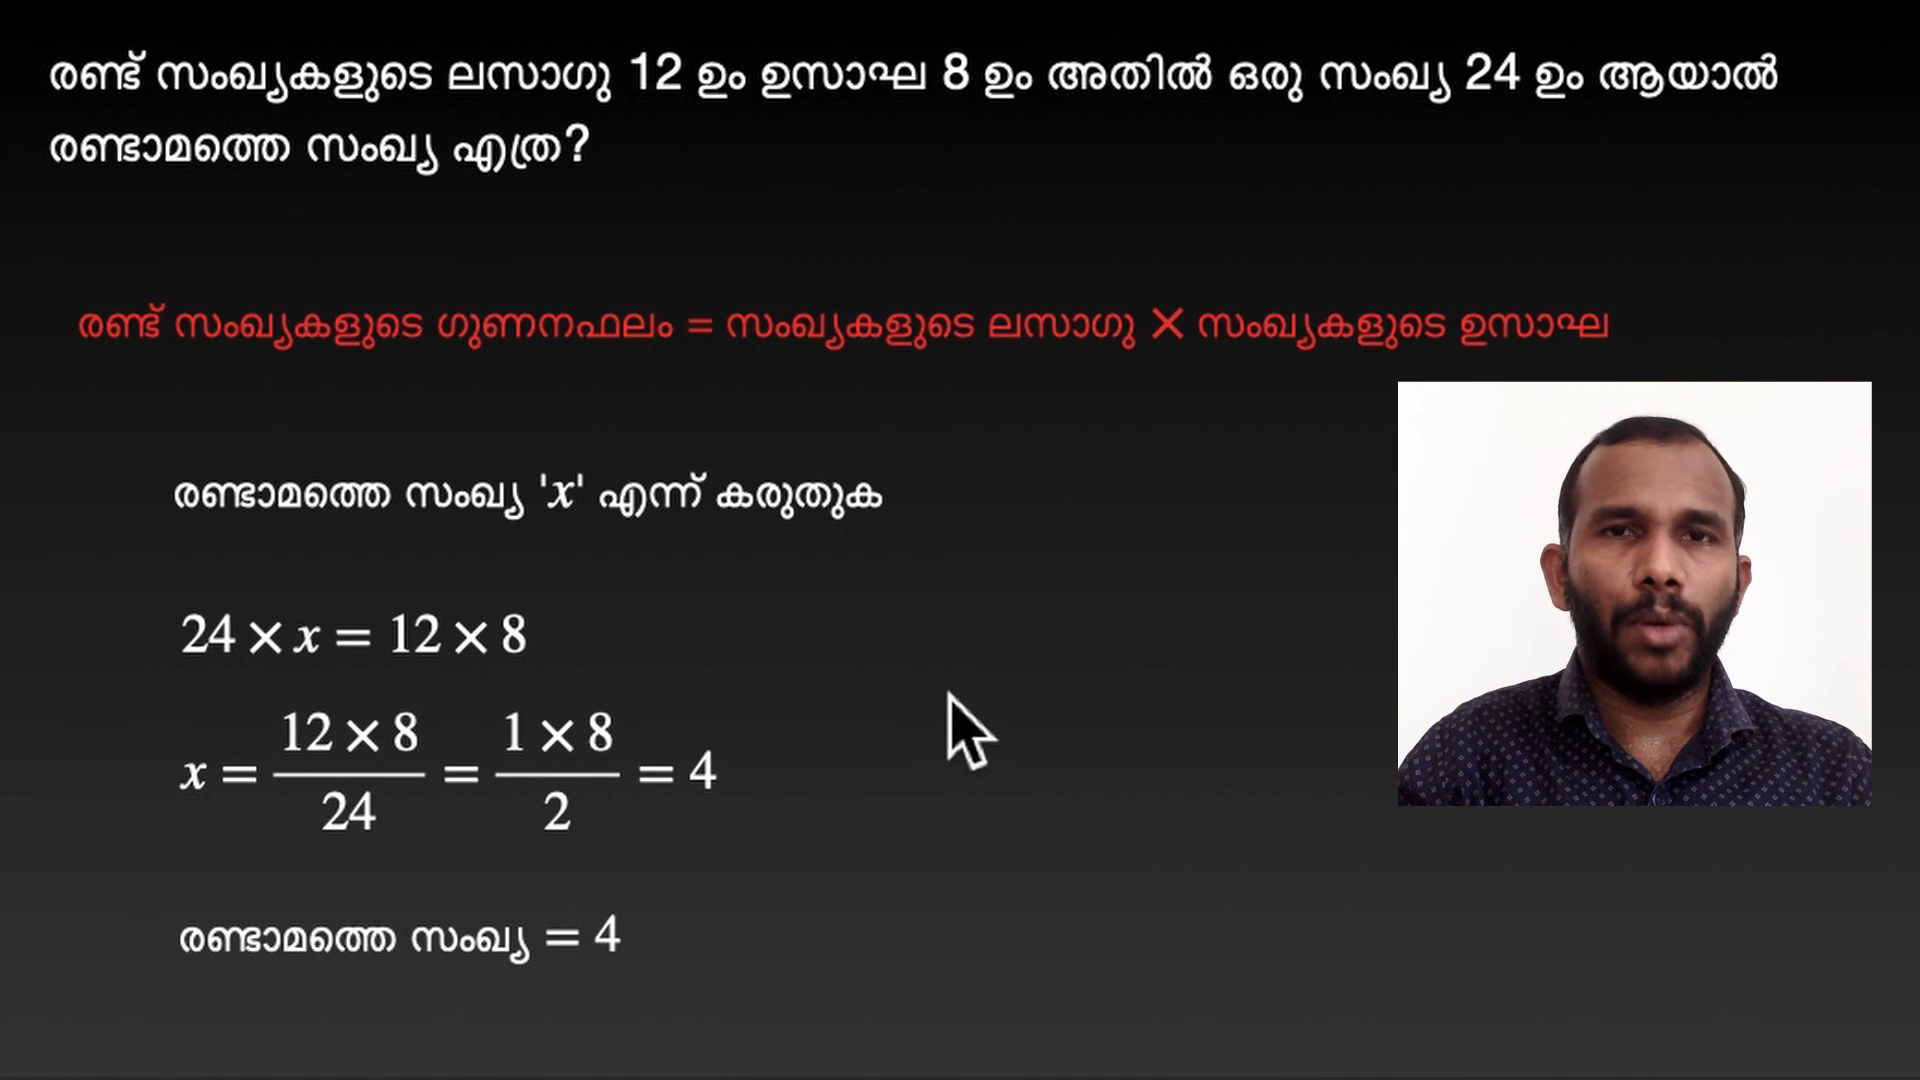 രണ്ട് സംഖ്യകളുടെ ലസാഗു 12 ഉം ഉസാഘ 8 ഉം അതിൽ ഒരു സംഖ്യ 24 ഉം ആയാൽ
രണ്ടാമത്തെ സംഖ്യ എത്ര?
രണ്ട് സംഖ്യകളുടെ ഗുണനഫലം = സംഖ്യകളുടെ ലസാഗു × സംഖ്യകളുടെ ഉസാഘ
രണ്ടാമത്തെ സംഖ്യ 'x' എന്ന് കരുതുക
24 × x = 12 × 8
x = (12 × 8)/24 = (1 × 8)/2 = 4
രണ്ടാമത്തെ സംഖ്യ = 4